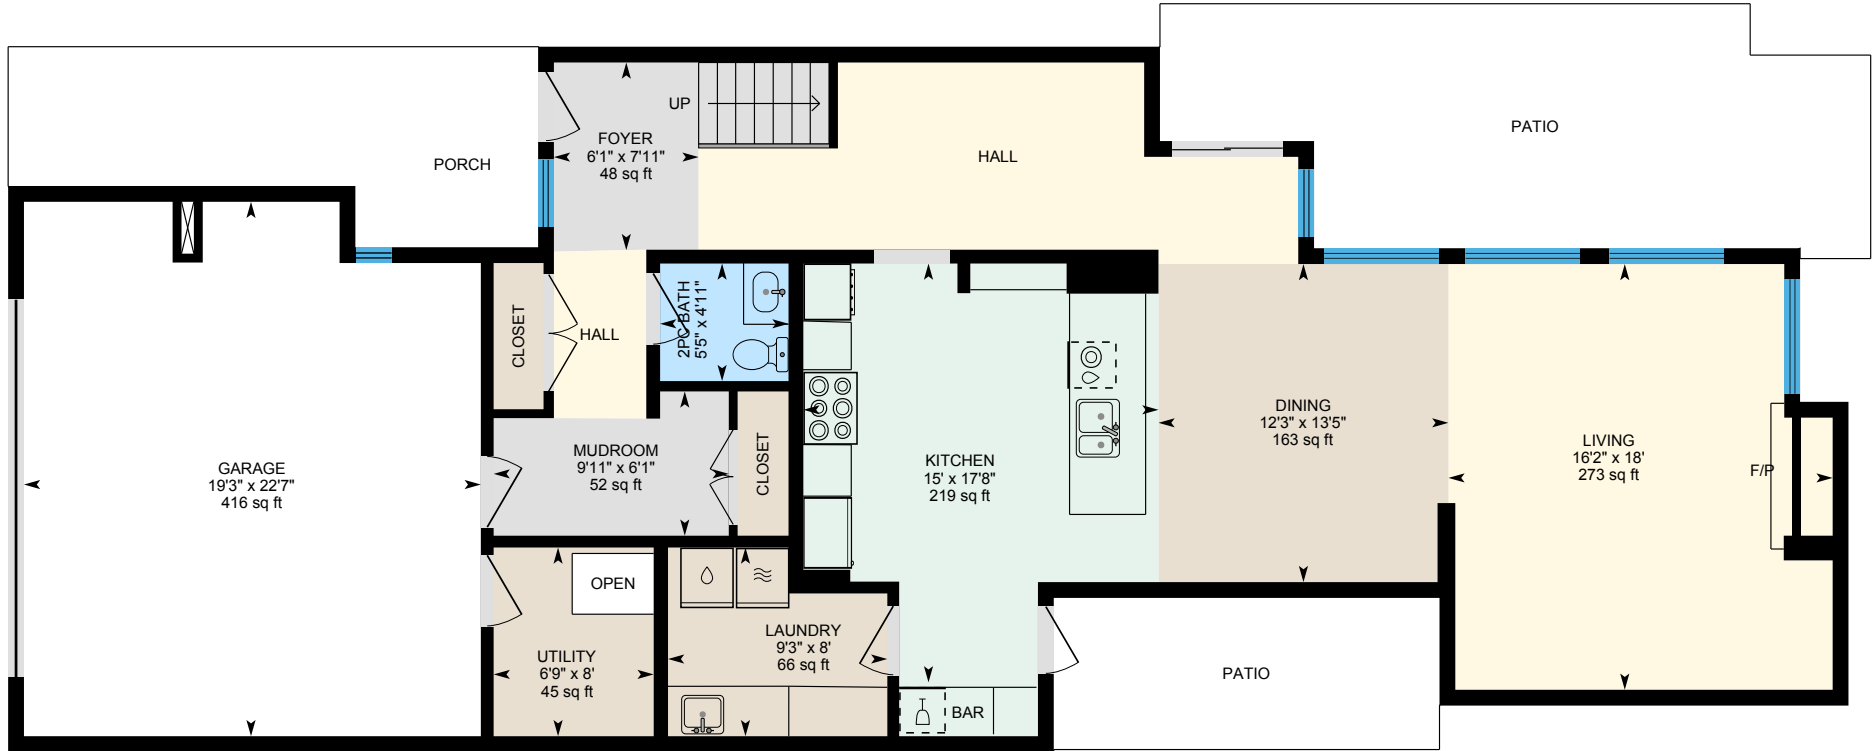 PATIO
UP
FOYER
6'1" x 7'11"
48 sq ft
PORCH
HALL
CLOSET
HALL
2PC BATH
5'5" x 4'11"
DINING
12'3" x 13'5"
163 sq ft
LIVING
16'2" x 18'
273 sq ft
F/P
GARAGE
19'3" x 22'7"
416 sq ft
MUDROOM
9'11" x 6'1"
52 sq ft
CLOSET
KITCHEN
15' x 17'8"
219 sq ft
OPEN
UTILITY
6'9" x 8'
45 sq ft
LAUNDRY
9'3" x 8'
66 sq ft
BAR
PATIO